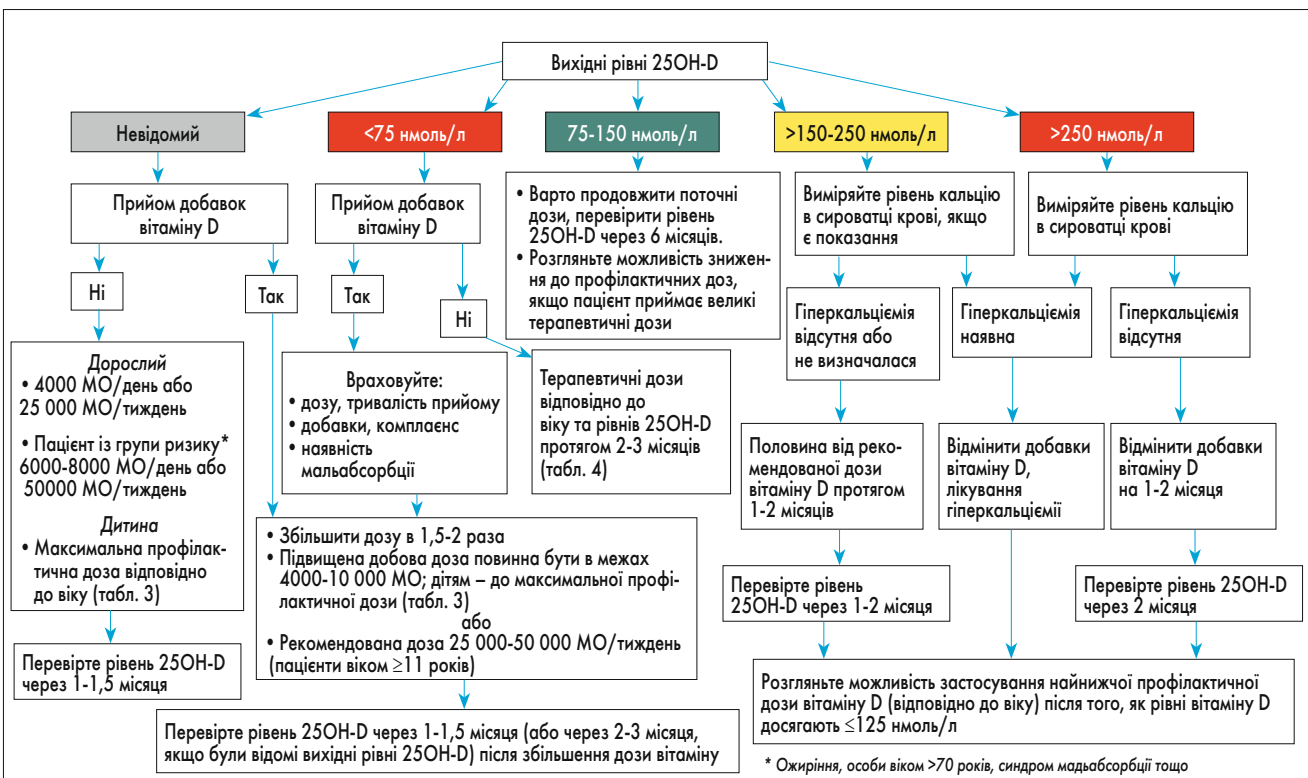 Вихідні рівні 25OH-D
Невідомий
<75 нмоль/л
75-150 нмоль/л
>150-250 нмоль/л
>250 нмоль/л
Прийом добавок
вітаміну D
Ні
Так
Дорослий
• 4000 МО/день або
25 000 МО/тиждень
• Пацієнт із групи ризику*
6000-8000 МО/день або
50000 МО/тиждень
Дитина
• Максимальна профілак-
тична доза відповідно
до віку (табл. 3)
Перевірте рівень 25OH-D
через 1-1,5 місяця
Прийом добавок
вітаміну D
Так
Ні
Враховуйте:
• дозу, тривалість прийому
• добавки, комплаєнс
• наявність
мальабсорбції
Терапевтичні дози
відповідно до
віку та рівнів 25OH-D
протягом 2-3 місяців
(табл. 4)
• Збільшити дозу в 1,5-2 раза
• Підвищена добова доза повинна бути в межах
4000-10 000 МО; дітям – до максимальної профі-
лактичної дози (табл. 3)
або
• Рекомендована доза 25 000-50 000 МО/тиждень
(пацієнти віком ≥11 років)
Перевірте рівень 25OH-D через 1-1,5 місяця (або через 2-3 місяця,
якщо були відомі вихідні рівні 25OH-D) після збільшення дози вітаміну
• Варто продовжити поточні
дози, перевірити рівень
25OH-D через 6 місяців.
• Розгляньте можливість знижен-
ня до профілактичних доз,
якщо пацієнт приймає великі
терапевтичні дози
Виміряйте рівень кальцію
в сироватці крові, якщо
є показання
Виміряйте рівень кальцію
в сироватці крові
Гіперкальціємія
відсутня або
не визначалася
Гіперкальціємія
наявна
Гіперкальціємія
відсутня
Половина від реко-
мендованої дози
вітаміну D протягом
1-2 місяців
Відмінити добавки
вітаміну D,
лікування
гіперкальціємії
Відмінити добавки
вітаміну D
на 1-2 місяця
Перевірте рівень
25OH-D через 1-2 місяця
Перевірте рівень 25OH-D
через 2 місяця
Розгляньте можливість застосування найнижчої профілактичної
дози вітаміну D (відповідно до віку) після того, як рівні вітаміну D
досягають ≤125 нмоль/л
* Ожиріння, особи віком >70 років, синдром мадьабсорбції тощо